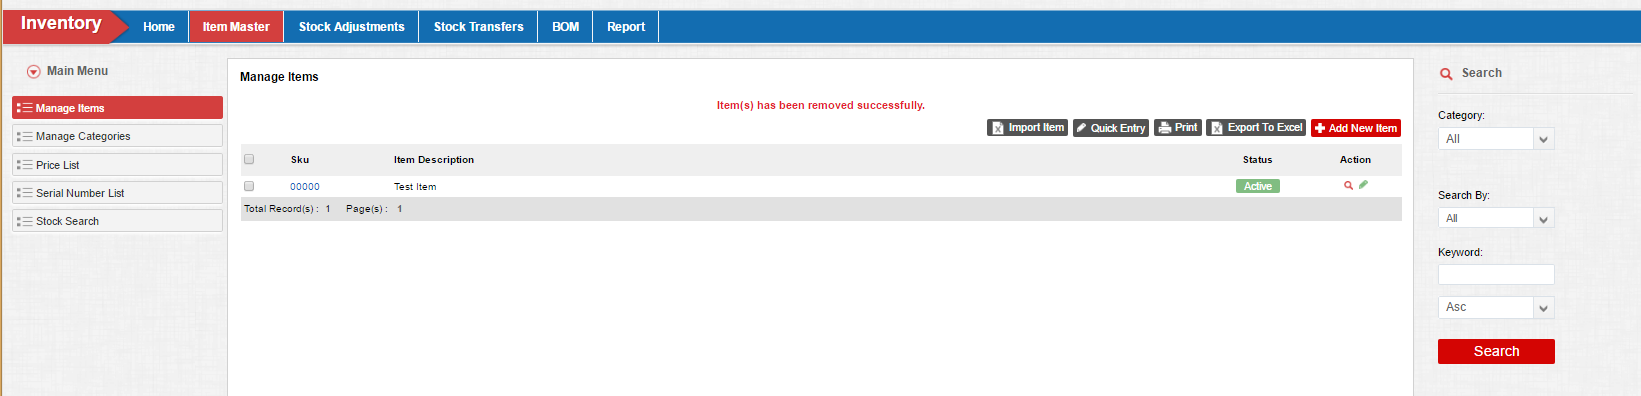 Inventory
Home Item Master Stock Adjustments Stock Transfers BOM Report
Main Menu
Manage Items
Manage Categories
Price List
Serial Number List
Stock Search
Manage Items
Item(s) has been removed successfully.
Import Item Quick Entry Print Export To Excel Add New Item
Sku Item Description Status Action
00000 Test Item Active
Total Record(s) : 1 Page(s) : 1
Search
Category:
All
Search By:
All
Keyword:
Asc
Search